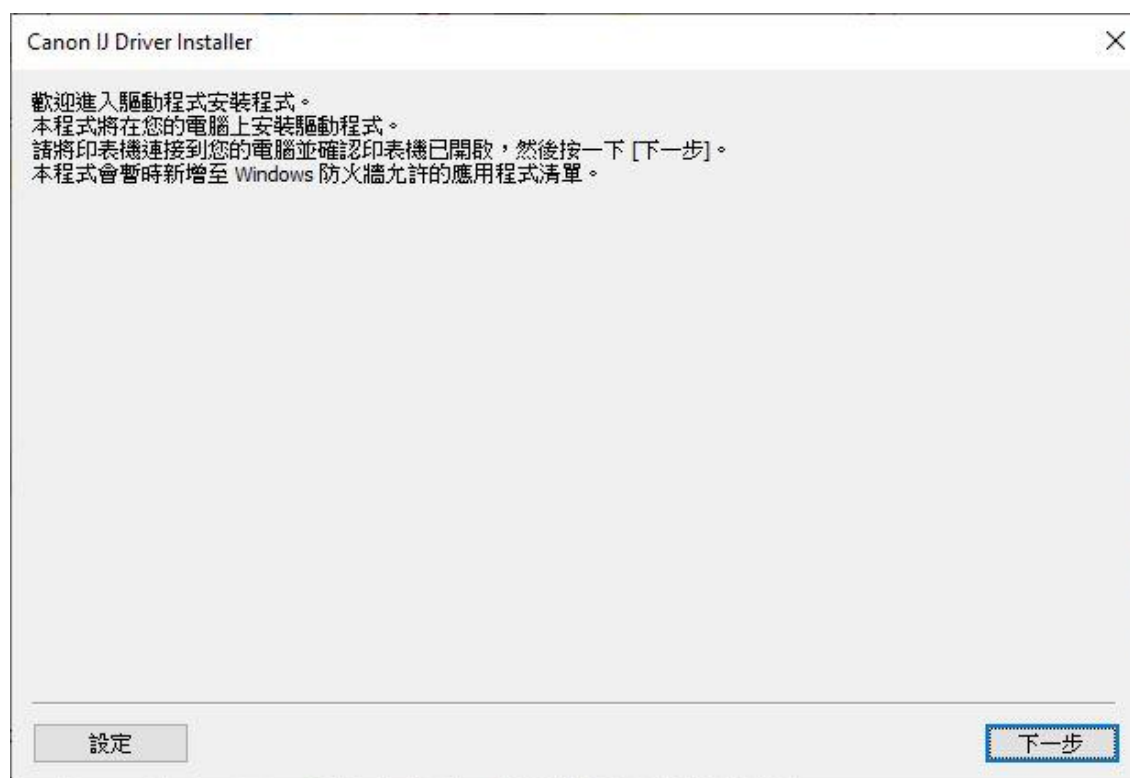 Canon IJ Driver Installer
歡迎進入驅動程式安裝程式。
本程式將在您的電腦上安裝驅動程式。
請將印表機連接到您的電腦並確認印表機已開啟，然後按一下 [下一步]。
本程式會暫時新增至 Windows 防火牆允許的應用程式清單。
設定
下一步